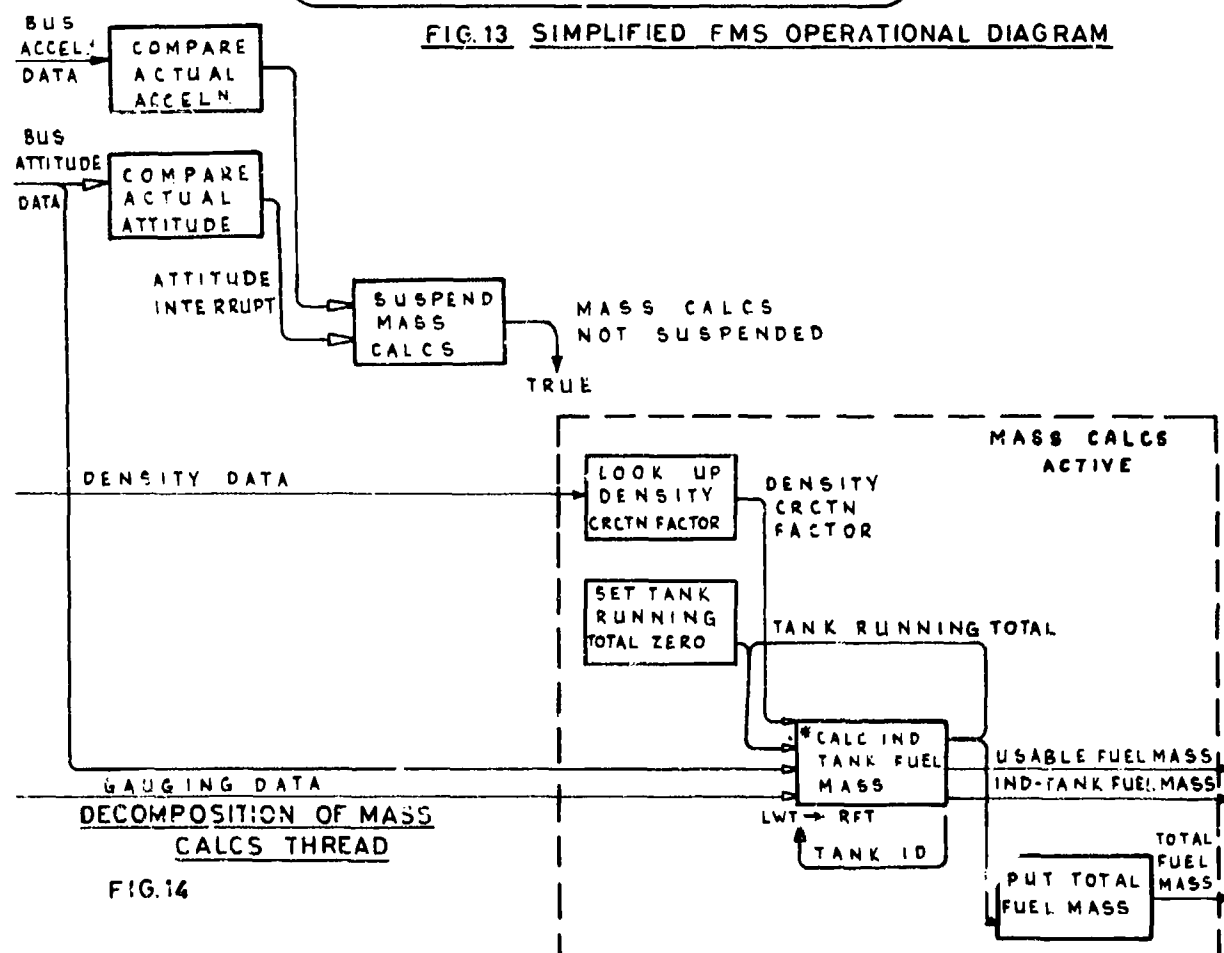 FIG.13 SIMPLIFIED FMS OPERATIONAL DIAGRAM
BUS
ACCEL.
DATA
COMPARE
ACTUAL
ACCELN.
BUS
ATTITUDE
DATA
COMPARE
ACTUAL
ATTITUDE
ATTITUDE
INTERRUPT
SUSPEND
MASS
CALCS
MASS CALCS
NOT SUSPENDED
TRUE
MASS CALCS
ACTIVE
DENSITY DATA
LOOK UP
DENSITY
CRCTN FACTOR
DENSITY
CRCTN
FACTOR
SET TANK
RUNNING
TOTAL ZERO
TANK RUNNING TOTAL
*CALC IND
TANK FUEL
MASS
USABLE FUEL MASS
IND-TANK FUEL MASS
GAUGING DATA
LWT → RFT
TANK ID
DECOMPOSITION OF MASS
CALCS THREAD
FIG.14
PUT TOTAL
FUEL MASS
TOTAL
FUEL
MASS